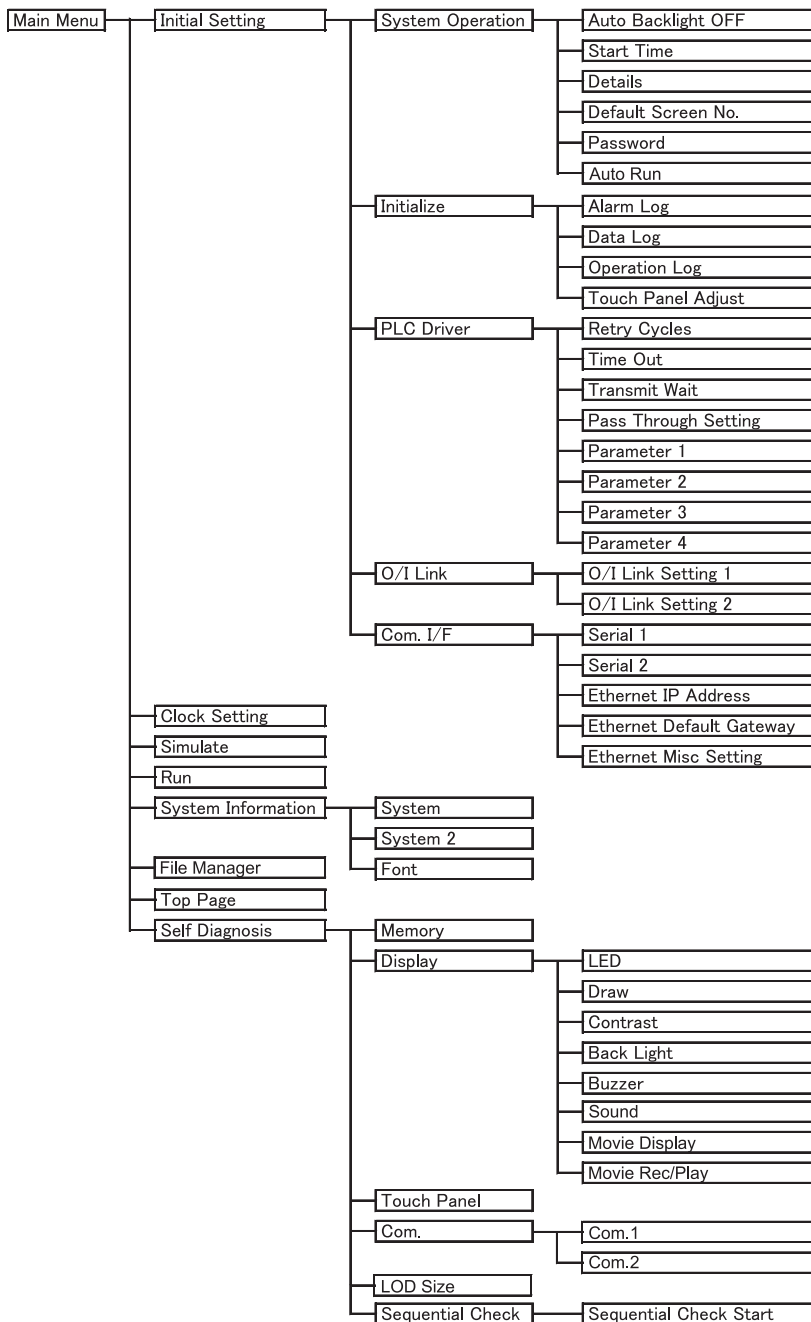 Main Menu Initial Setting System Operation Auto Backlight OFF
Start Time
Details
Default Screen No.
Password
Auto Run
Initialize Alarm Log
Data Log
Operation Log
Touch Panel Adjust
PLC Driver Retry Cycles
Time Out
Transmit Wait
Pass Through Setting
Parameter 1
Parameter 2
Parameter 3
Parameter 4
O/I Link O/I Link Setting 1
O/I Link Setting 2
Com. I/F Serial 1
Serial 2
Ethernet IP Address
Clock Setting Ethernet Default Gateway
Simulate Ethernet Misc Setting
Run
System Information System
System 2
File Manager Font
Top Page
Self Diagnosis Memory
Display LED
Draw
Contrast
Back Light
Buzzer
Sound
Movie Display
Movie Rec/Play
Touch Panel
Com. Com.1
Com.2
LOD Size
Sequential Check Sequential Check Start